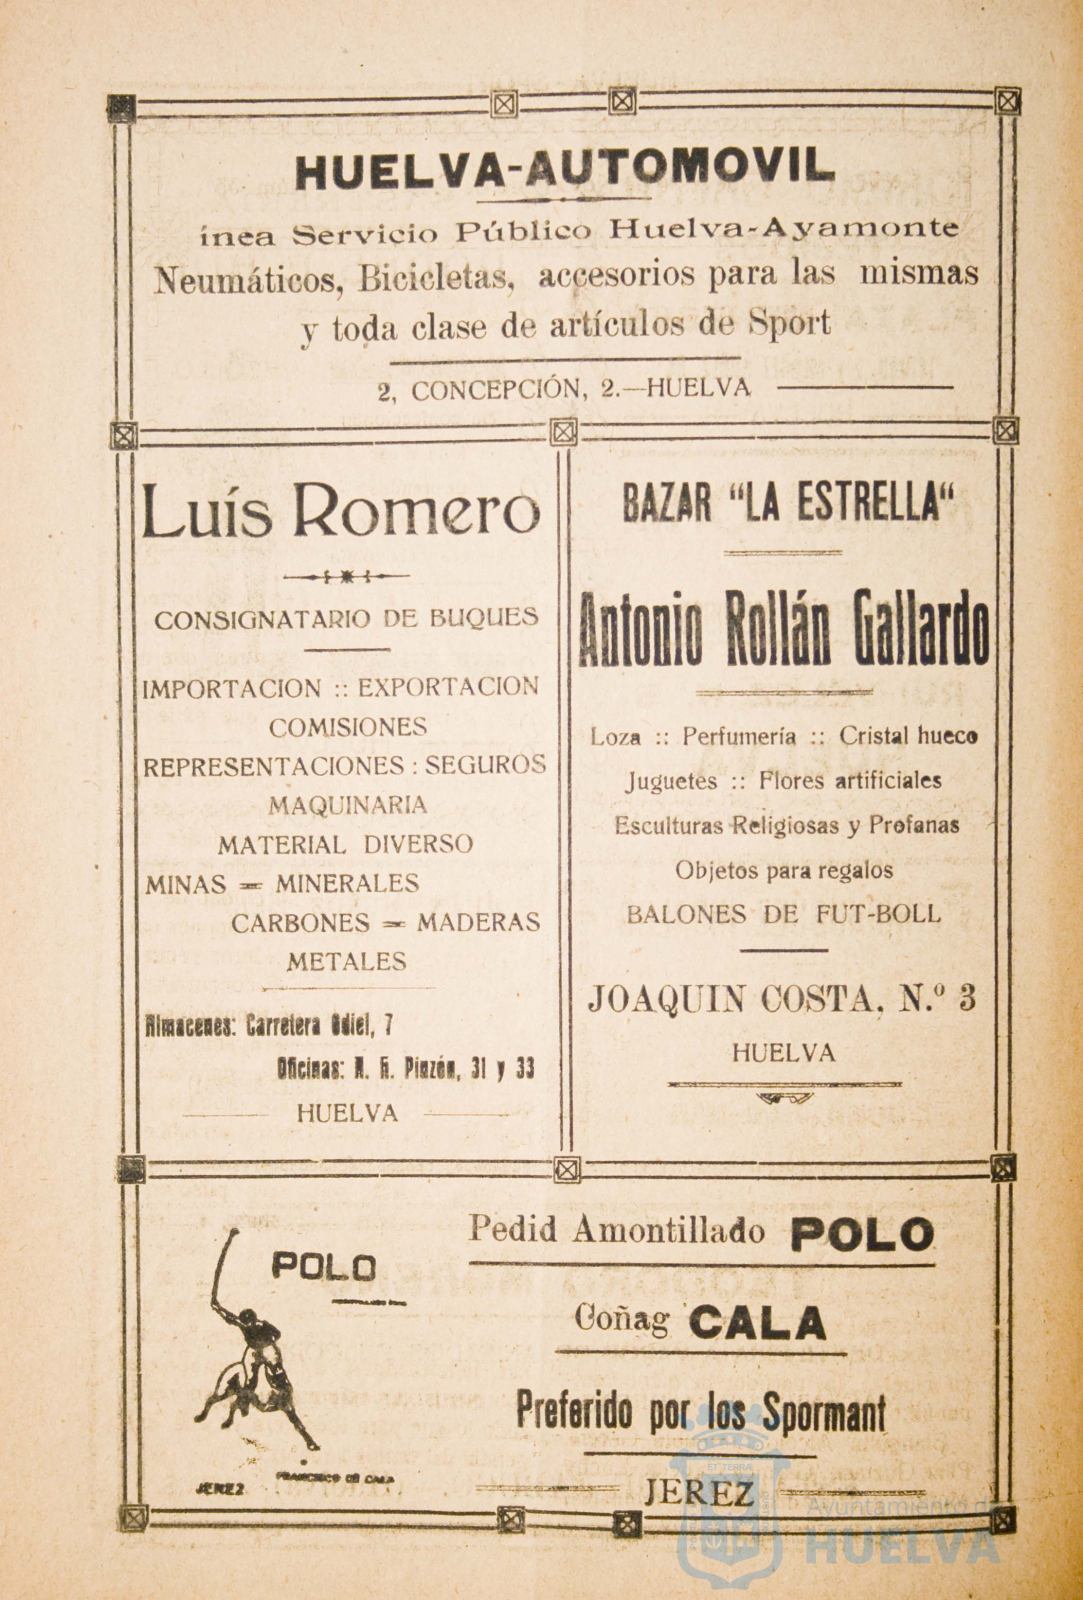 HUELVA-AUTOMOVIL
ínea Servicio Público Huelva-Ayamonte
Neumáticos, Bicicletas, accesorios para las mismas
y toda clase de artículos de Sport
2, CONCEPCIÓN, 2.—HUELVA
Luís Romero
CONSIGNATARIO DE BUQUES
IMPORTACION :: EXPORTACION
COMISIONES
REPRESENTACIONES : SEGUROS
MAQUINARIA
MATERIAL DIVERSO
MINAS = MINERALES
CARBONES = MADERAS
METALES
Almacenes: Carretera Odiel, 7
Oficinas: A. H. Pinzón, 31 y 33
HUELVA
BAZAR "LA ESTRELLA"
Antonio Rollán Gallardo
Loza :: Perfumería :: Cristal hueco
Juguetes :: Flores artificiales
Esculturas Religiosas y Profanas
Objetos para regalos
BALONES DE FUT-BOLL
JOAQUIN COSTA, N.º 3
HUELVA
POLO
JEREZ
FRANCISCO DE CALA
Pedid Amontillado POLO
Coñag CALA
Preferido por los Spormant
JEREZ
Ayuntamiento de
HUELVA